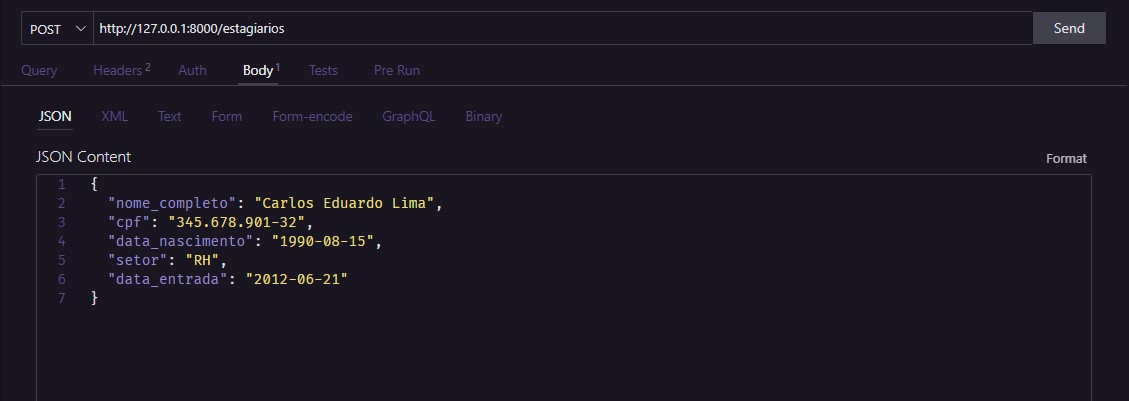 POST http://127.0.0.1:8000/estagiarios Send
Query Headers 2 Auth Body 1 Tests Pre Run
JSON XML Text Form Form-encode GraphQL Binary
JSON Content Format
1 {
2 "nome_completo": "Carlos Eduardo Lima",
3 "cpf": "345.678.901-32",
4 "data_nascimento": "1990-08-15",
5 "setor": "RH",
6 "data_entrada": "2012-06-21"
7 }